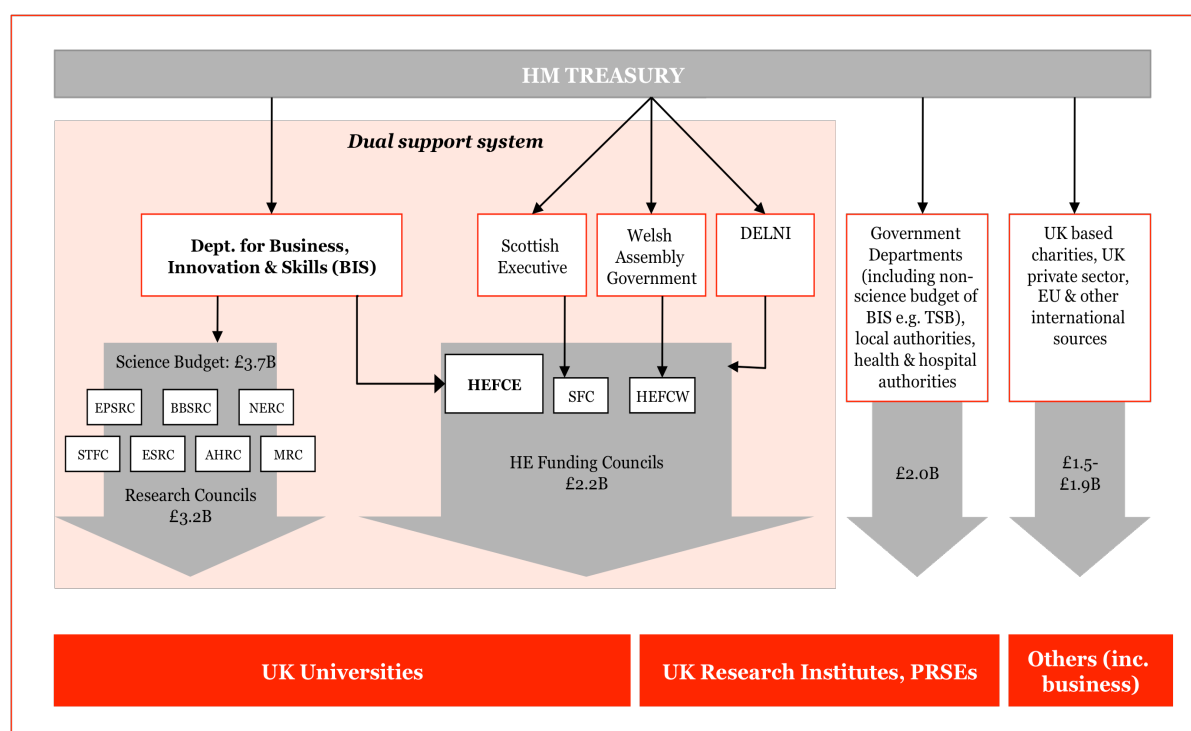 HM TREASURY
Dual support system
Dept. for Business,
Innovation & Skills (BIS)
Scottish
Executive
Welsh
Assembly
Government
DELNI
Government
Departments
(including non-
science budget of
BIS e.g. TSB),
local authorities,
health & hospital
authorities
UK based
charities, UK
private sector,
EU & other
international
sources
Science Budget: £3.7B
EPSRC
BBSRC
NERC
STFC
ESRC
AHRC
MRC
Research Councils
£3.2B
HEFCE
SFC
HEFCW
HE Funding Councils
£2.2B
£2.0B
£1.5-
£1.9B
UK Universities
UK Research Institutes, PRSEs
Others (inc.
business)